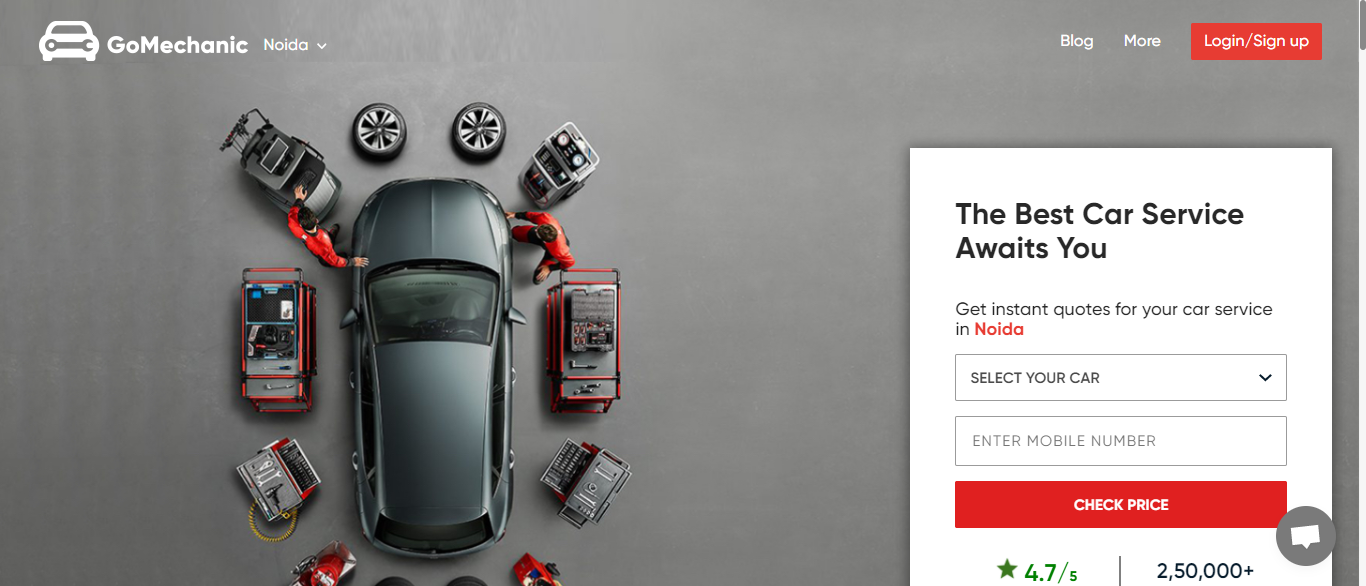 GoMechanic
Noida
Blog
More
Login/Sign up
The Best Car Service
Awaits You
Get instant quotes for your car service
in Noida
SELECT YOUR CAR
ENTER MOBILE NUMBER
CHECK PRICE
4.7/5
2,50,000+